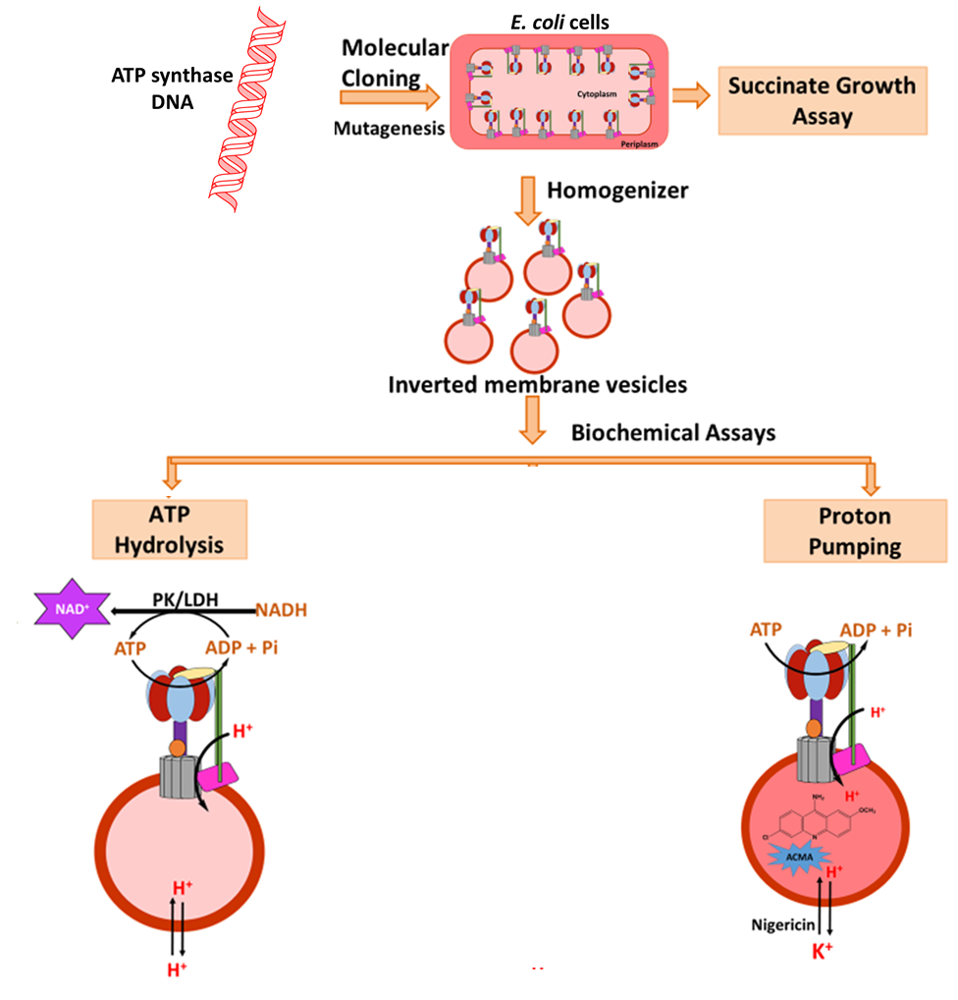 E. coli cells
ATP synthase
DNA
Molecular
Cloning
Mutagenesis
Cytoplasm
Periplasm
Succinate Growth
Assay
Homogenizer
Inverted membrane vesicles
Biochemical Assays
ATP
Hydrolysis
Proton
Pumping
NAD⁺
PK/LDH
NADH
ATP
ADP + Pi
H⁺
H⁺
H⁺
ATP
ADP + Pi
H⁺
H⁺
NH₂
OCH₃
Cl
N
ACMA
H⁺
Nigericin
K⁺